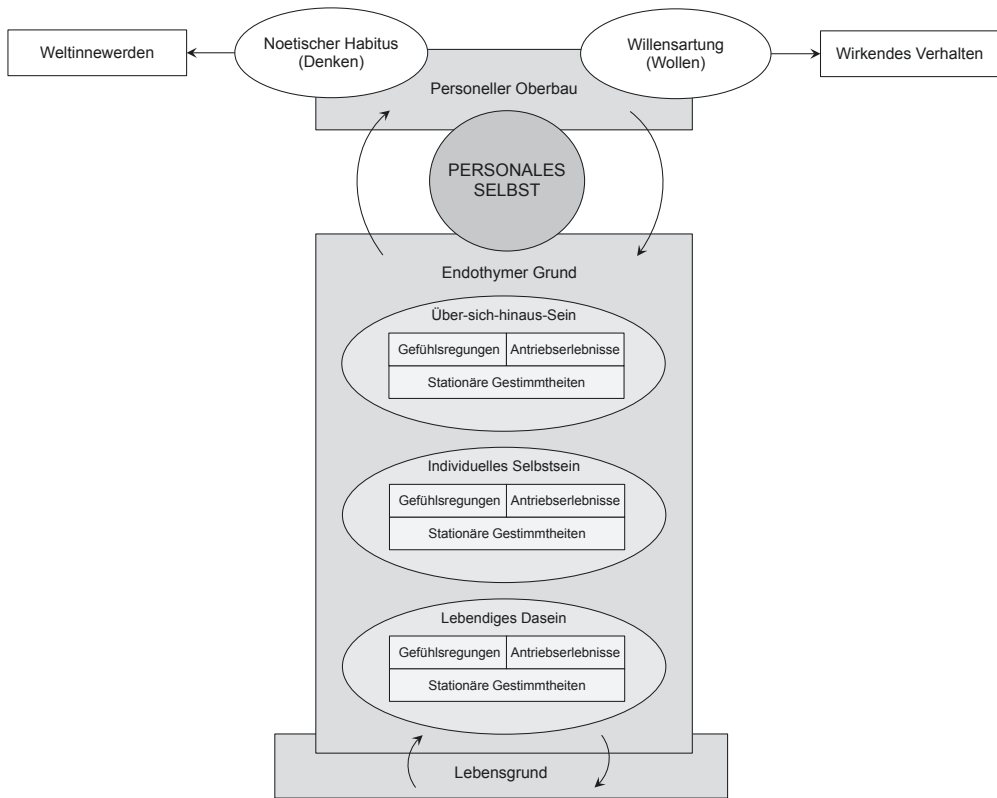 Weltinnewerden
Noetischer Habitus
(Denken)
Willensartung
(Wollen)
Wirkendes Verhalten
Personeller Oberbau
PERSONALES
SELBST
Endothymer Grund
Über-sich-hinaus-Sein
Gefühlsregungen
Antriebserlebnisse
Stationäre Gestimmtheiten
Individuelles Selbstsein
Gefühlsregungen
Antriebserlebnisse
Stationäre Gestimmtheiten
Lebendiges Dasein
Gefühlsregungen
Antriebserlebnisse
Stationäre Gestimmtheiten
Lebensgrund